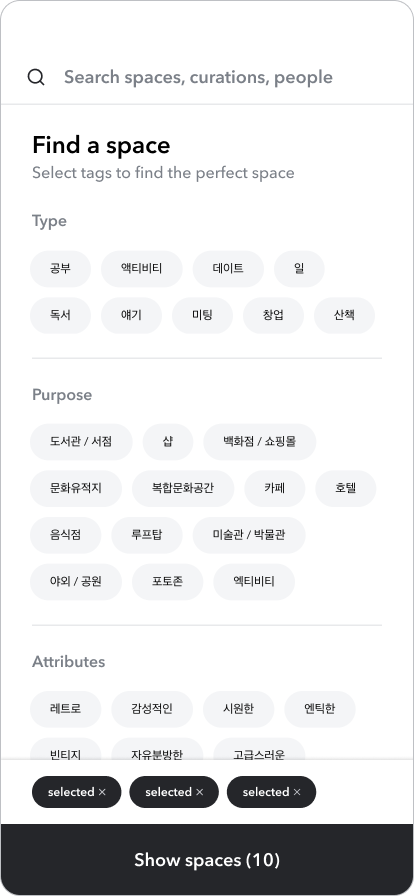 Search spaces, curations, people
Find a space
Select tags to find the perfect space
Type
공부 액티비티 데이트 일
독서 얘기 미팅 창업 산책
Purpose
도서관 / 서점 샵 백화점 / 쇼핑몰
문화유적지 복합문화공간 카페 호텔
음식점 루프탑 미술관 / 박물관
야외 / 공원 포토존 엑티비티
Attributes
레트로 감성적인 시원한 엔틱한
빈티지 자유분방한 고급스러운
selected × selected × selected ×
Show spaces (10)